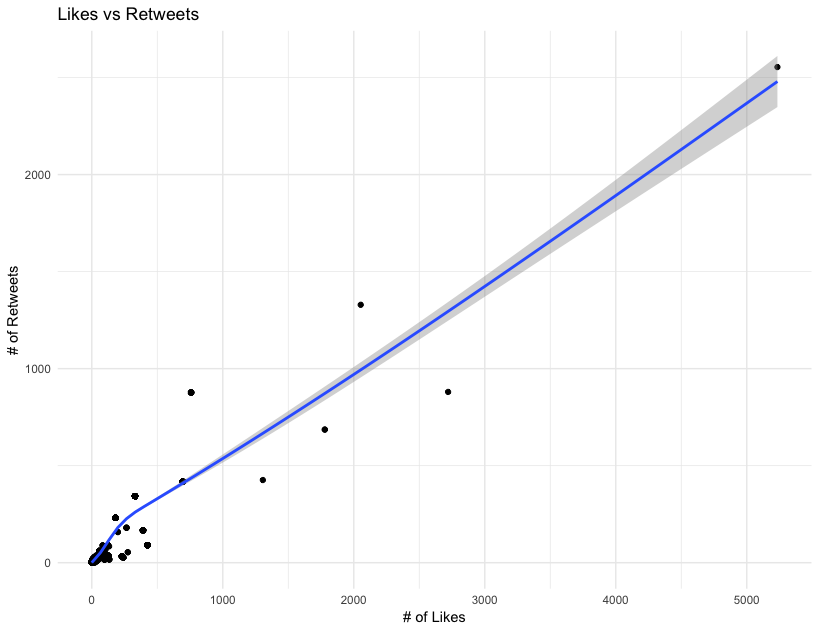 Likes vs Retweets
# of Retweets
2000
1000
0
0 1000 2000 3000 4000 5000
# of Likes